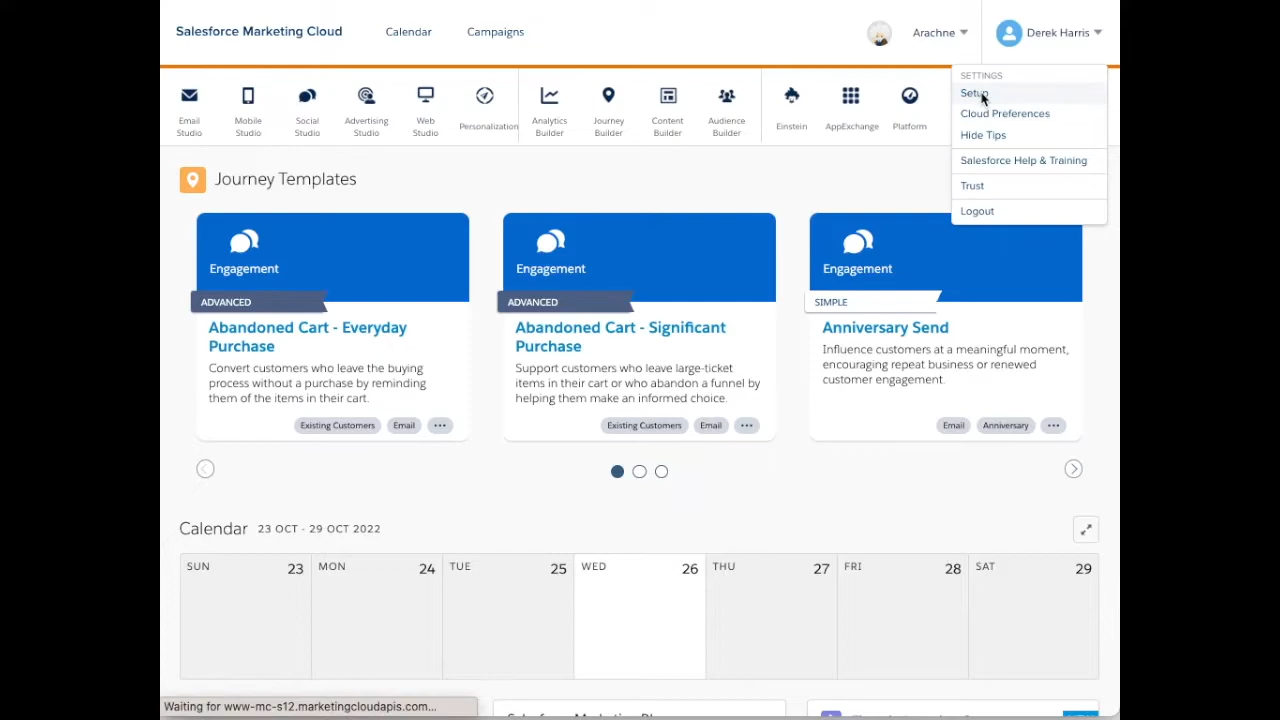 Salesforce Marketing Cloud
Calendar
Campaigns
Arachne
Derek Harris
SETTINGS
Setup
Cloud Preferences
Hide Tips
Salesforce Help & Training
Trust
Logout
Email
Studio
Mobile
Studio
Social
Studio
Advertising
Studio
Web
Studio
Personalization
Analytics
Builder
Journey
Builder
Content
Builder
Audience
Builder
Einstein
AppExchange
Platform
Journey Templates
Engagement
ADVANCED
Abandoned Cart - Everyday
Purchase
Convert customers who leave the buying
process without a purchase by reminding
them of the items in their cart.
Existing Customers
Email
Engagement
ADVANCED
Abandoned Cart - Significant
Purchase
Support customers who leave large-ticket
items in their cart or who abandon a funnel by
helping them make an informed choice.
Existing Customers
Email
Engagement
SIMPLE
Anniversary Send
Influence customers at a meaningful moment,
encouraging repeat business or renewed
customer engagement.
Email
Anniversary
Calendar 23 OCT - 29 OCT 2022
SUN 23
MON 24
TUE 25
WED 26
THU 27
FRI 28
SAT 29
Waiting for www-mc-s12.marketingcloudapis.com...